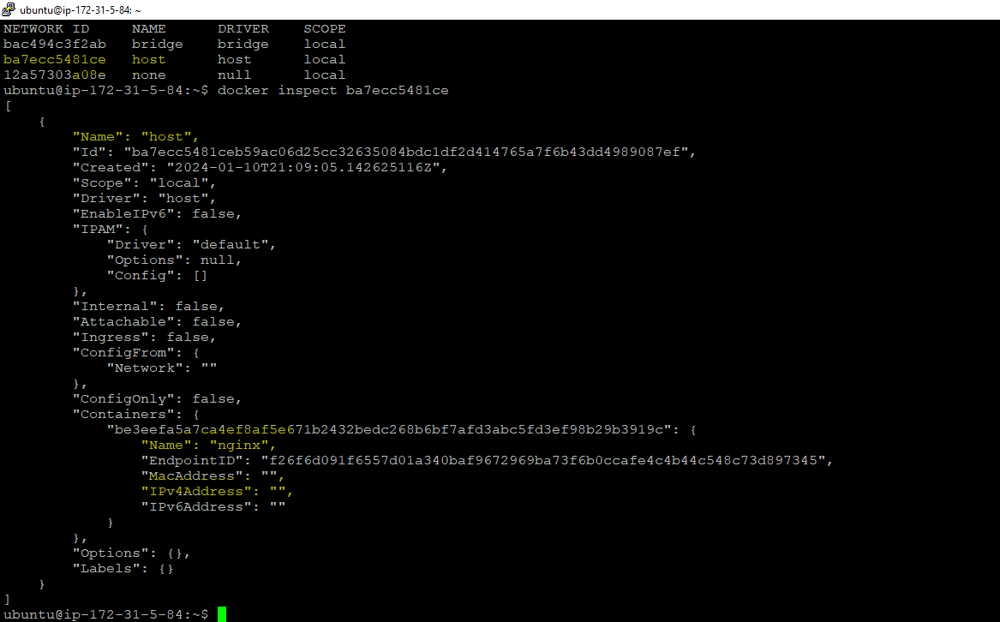 ubuntu@ip-172-31-5-84: ~
NETWORK ID     NAME      DRIVER    SCOPE
bac494c3f2ab   bridge    bridge    local
ba7ecc5481ce   host      host      local
12a57303a08e   none      null      local
ubuntu@ip-172-31-5-84:~$ docker inspect ba7ecc5481ce
[
    {
        "Name": "host",
        "Id": "ba7ecc5481ceb59ac06d25cc32635084bdc1df2d414765a7f6b43dd4989087ef",
        "Created": "2024-01-10T21:09:05.142625116Z",
        "Scope": "local",
        "Driver": "host",
        "EnableIPv6": false,
        "IPAM": {
            "Driver": "default",
            "Options": null,
            "Config": []
        },
        "Internal": false,
        "Attachable": false,
        "Ingress": false,
        "ConfigFrom": {
            "Network": ""
        },
        "ConfigOnly": false,
        "Containers": {
            "be3eefa5a7ca4ef8af5e671b2432bedc268b6bf7afd3abc5fd3ef98b29b3919c": {
                "Name": "nginx",
                "EndpointID": "f26f6d091f6557d01a340baf9672969ba73f6b0ccafe4c4b44c548c73d897345",
                "MacAddress": "",
                "IPv4Address": "",
                "IPv6Address": ""
            }
        },
        "Options": {},
        "Labels": {}
    }
]
ubuntu@ip-172-31-5-84:~$